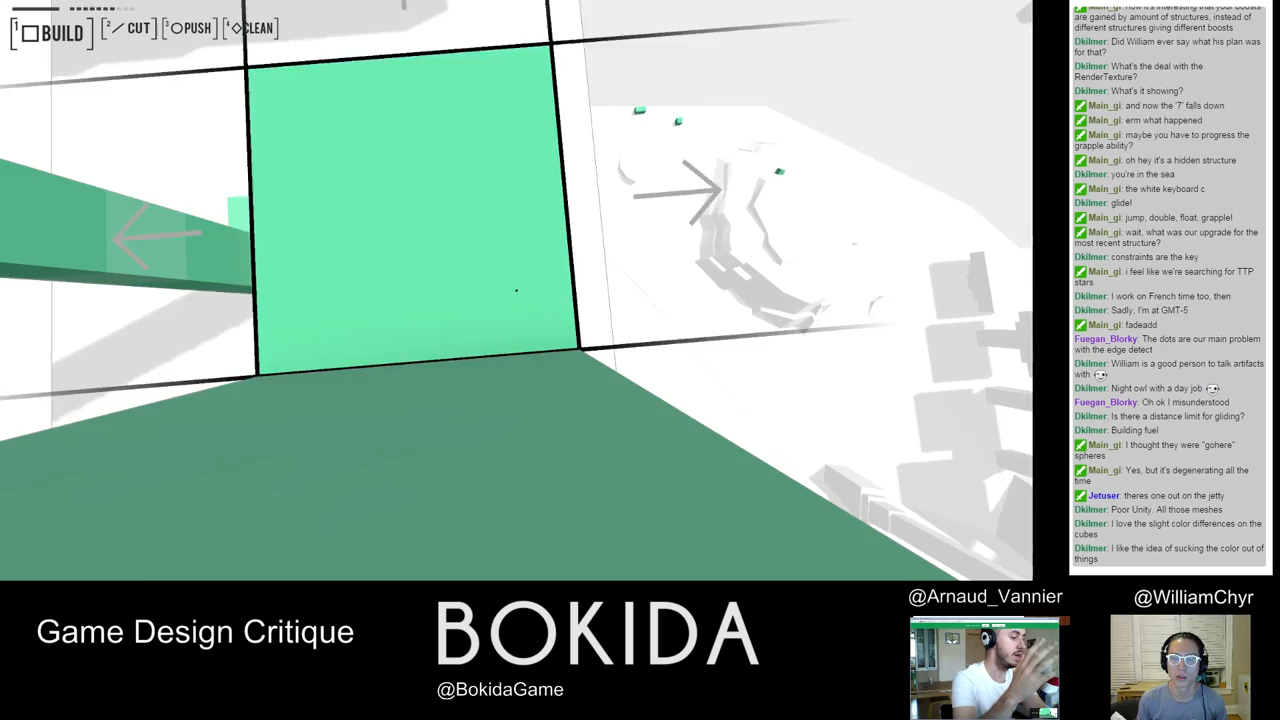 1 BUILD 2 CUT 3 PUSH 4 CLEAN
are gained by amount of structures, instead of
different structures giving different boosts
Dkilmer: Did William ever say what his plan was
for that?
Dkilmer: What's the deal with the
RenderTexture?
Dkilmer: What's it showing?
Main_gi: and now the '7' falls down
Main_gi: erm what happened
Main_gi: maybe you have to progress the
grapple ability?
Main_gi: oh hey it's a hidden structure
Dkilmer: you're in the sea
Main_gi: the white keyboard c
Dkilmer: glide!
Main_gi: jump, double, float, grapple!
Main_gi: wait, what was our upgrade for the
most recent structure?
Dkilmer: constraints are the key
Main_gi: i feel like we're searching for TTP
stars
Dkilmer: I work on French time too, then
Dkilmer: Sadly, I'm at GMT-5
Main_gi: fadeadd
Fuegan_Blorky: The dots are our main problem
with the edge detect
Dkilmer: William is a good person to talk artifacts
with
Dkilmer: Night owl with a day job
Fuegan_Blorky: Oh ok I misunderstood
Dkilmer: Is there a distance limit for gliding?
Dkilmer: Building fuel
Main_gi: I thought they were "gohere"
spheres
Main_gi: Yes, but it's degenerating all the
time
Jetuser: theres one out on the jetty
Dkilmer: Poor Unity. All those meshes
Dkilmer: I love the slight color differences on the
cubes
Dkilmer: I like the idea of sucking the color out of
things
Game Design Critique
BOKIDA
@BokidaGame
@Arnaud_Vannier
@WilliamChyr